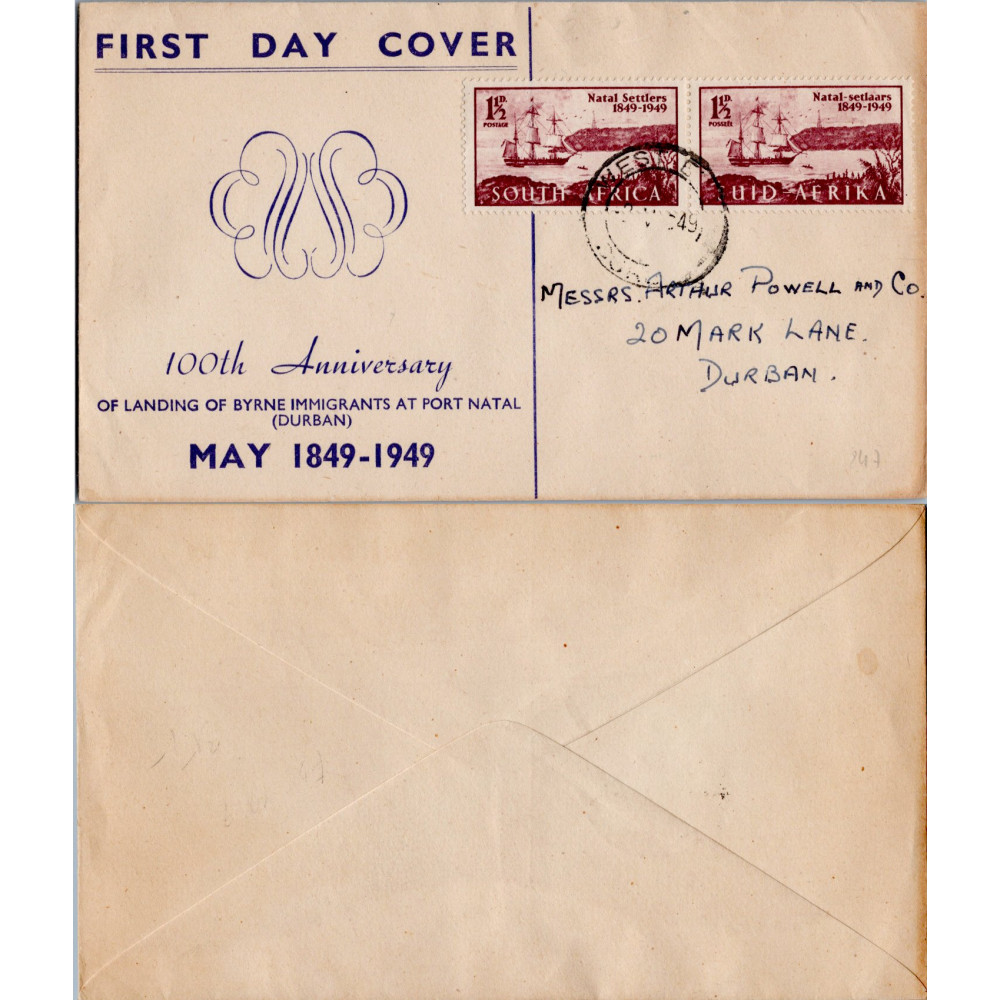 FIRST DAY COVER
1½D.
POSTAGE
Natal Settlers
1849-1949
SOUTH AFRICA
1½D.
POSSEËL
Natal-setlaars
1849-1949
SUID-AFRIKA
MESSRS. ARTHUR POWELL AND CO.
20 MARK LANE.
DURBAN.
100th Anniversary
OF LANDING OF BYRNE IMMIGRANTS AT PORT NATAL
(DURBAN)
MAY 1849-1949